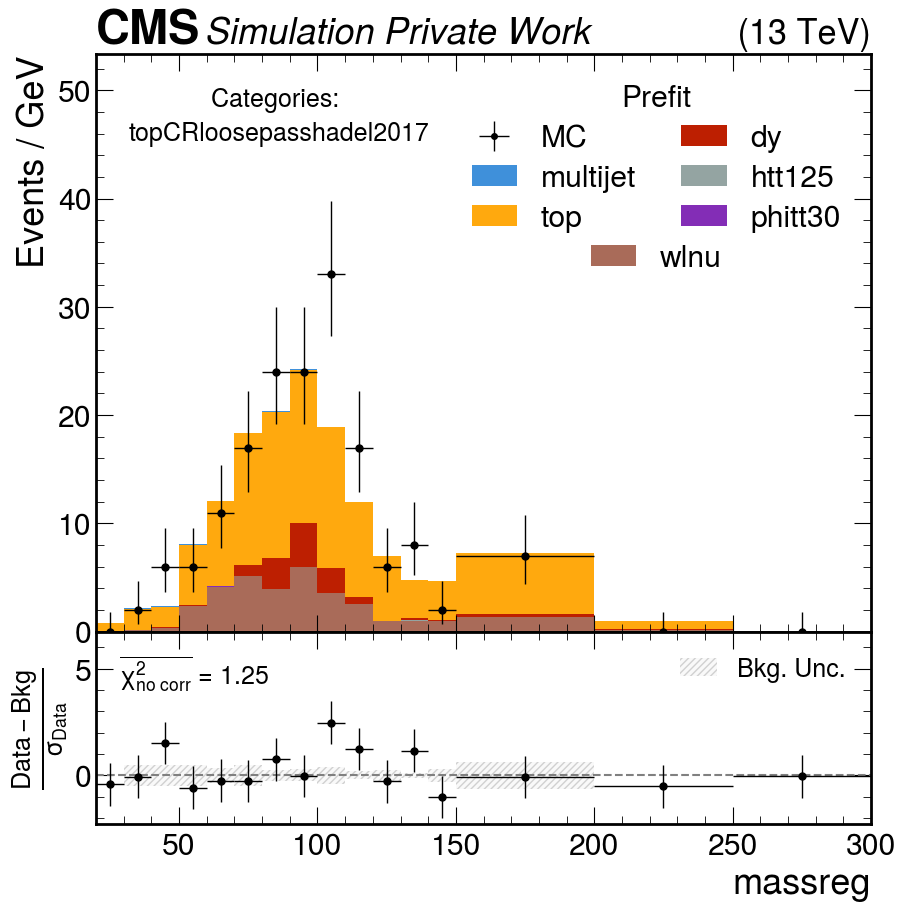 CMS Simulation Private Work (13 TeV)
Events / GeV
Categories:
topCRloosepasshadel2017
Prefit
MC
dy
multijet
htt125
top
phitt30
wlnu
50
40
30
20
10
0
χ²no corr = 1.25
Bkg. Unc.
Data − Bkg
σData
5
0
50 100 150 200 250 300
massreg